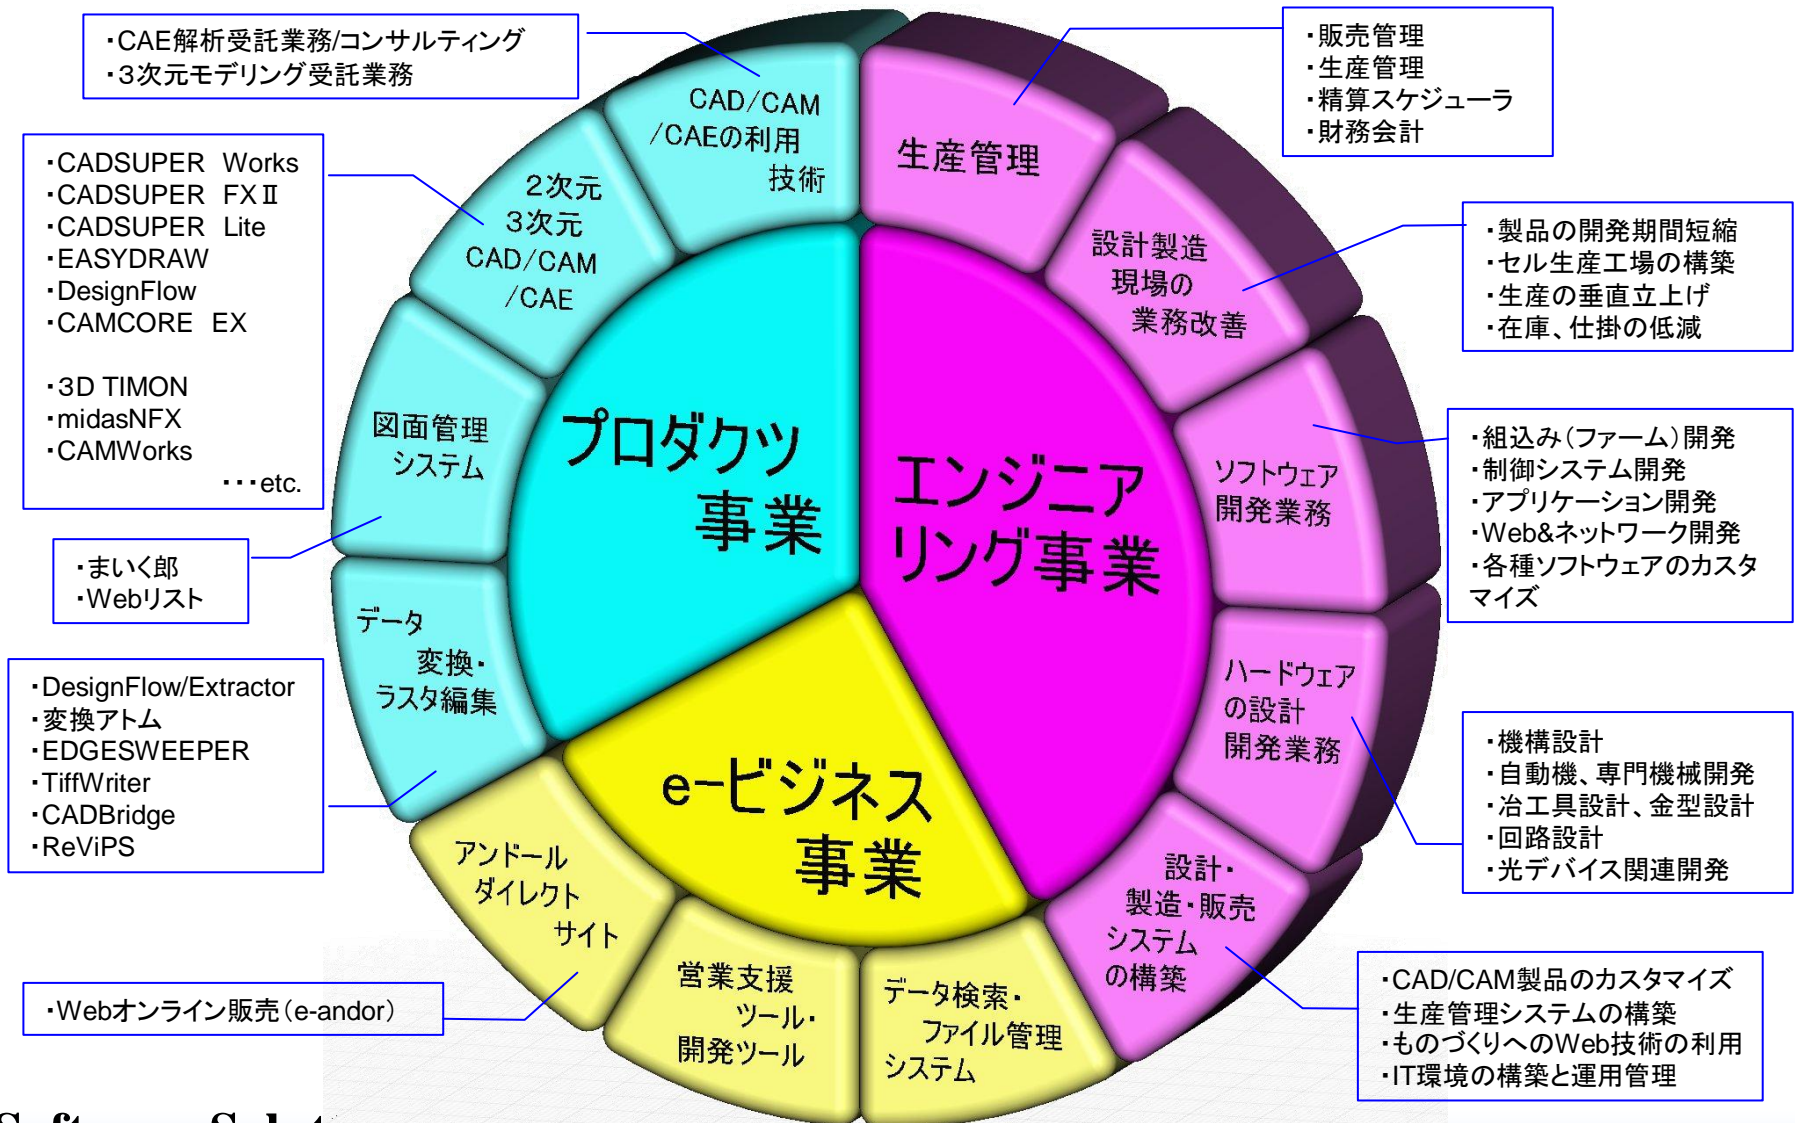 ・CAE解析受託業務/コンサルティング
・3次元モデリング受託業務
・CADSUPER Works
・CADSUPER FXⅡ
・CADSUPER Lite
・EASYDRAW
・DesignFlow
・CAMCORE EX
・3D TIMON
・midasNFX
・CAMWorks
・・・etc.
・まいく郎
・Webリスト
・DesignFlow/Extractor
・変換アトム
・EDGESWEEPER
・TiffWriter
・CADBridge
・ReViPS
・Webオンライン販売(e-andor)
CAD/CAM
/CAEの利用
技術
2次元
3次元
CAD/CAM
/CAE
図面管理
システム
データ
変換・
ラスタ編集
プロダクツ
事業
エンジニア
リング事業
e-ビジネス
事業
アンドール
ダイレクト
サイト
営業支援
ツール・
開発ツール
データ検索・
ファイル管理
システム
生産管理
設計製造
現場の
業務改善
ソフトウェア
開発業務
ハードウェア
の設計
開発業務
設計・
製造・販売
システム
の構築
・販売管理
・生産管理
・精算スケジューラ
・財務会計
・製品の開発期間短縮
・セル生産工場の構築
・生産の垂直立上げ
・在庫、仕掛の低減
・組込み(ファーム)開発
・制御システム開発
・アプリケーション開発
・Web&ネットワーク開発
・各種ソフトウェアのカスタ
マイズ
・機構設計
・自動機、専門機械開発
・冶工具設計、金型設計
・回路設計
・光デバイス関連開発
・CAD/CAM製品のカスタマイズ
・生産管理システムの構築
・ものづくりへのWeb技術の利用
・IT環境の構築と運用管理